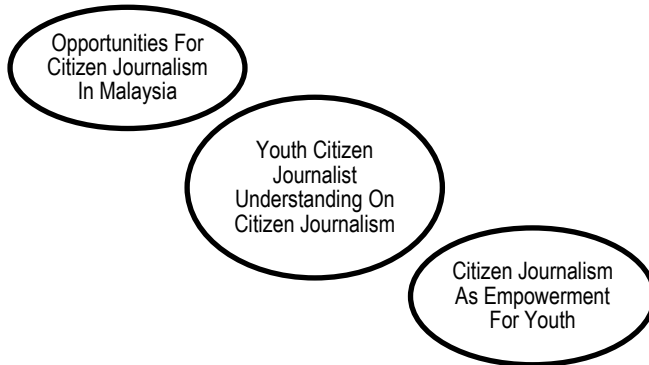 Opportunities For
Citizen Journalism
In Malaysia
Youth Citizen
Journalist
Understanding On
Citizen Journalism
Citizen Journalism
As Empowerment
For Youth